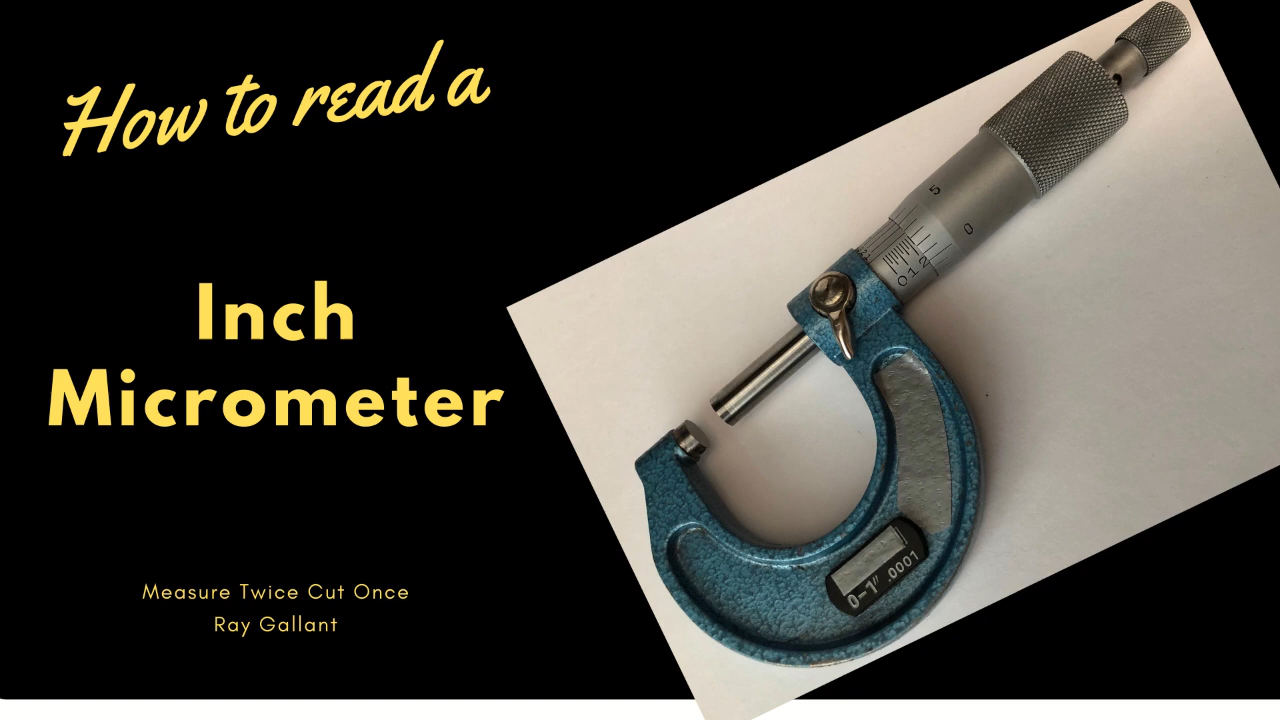 How to read a
Inch
Micrometer
Measure Twice Cut Once
Ray Gallant
5
0
0 1 2
0–1" .0001